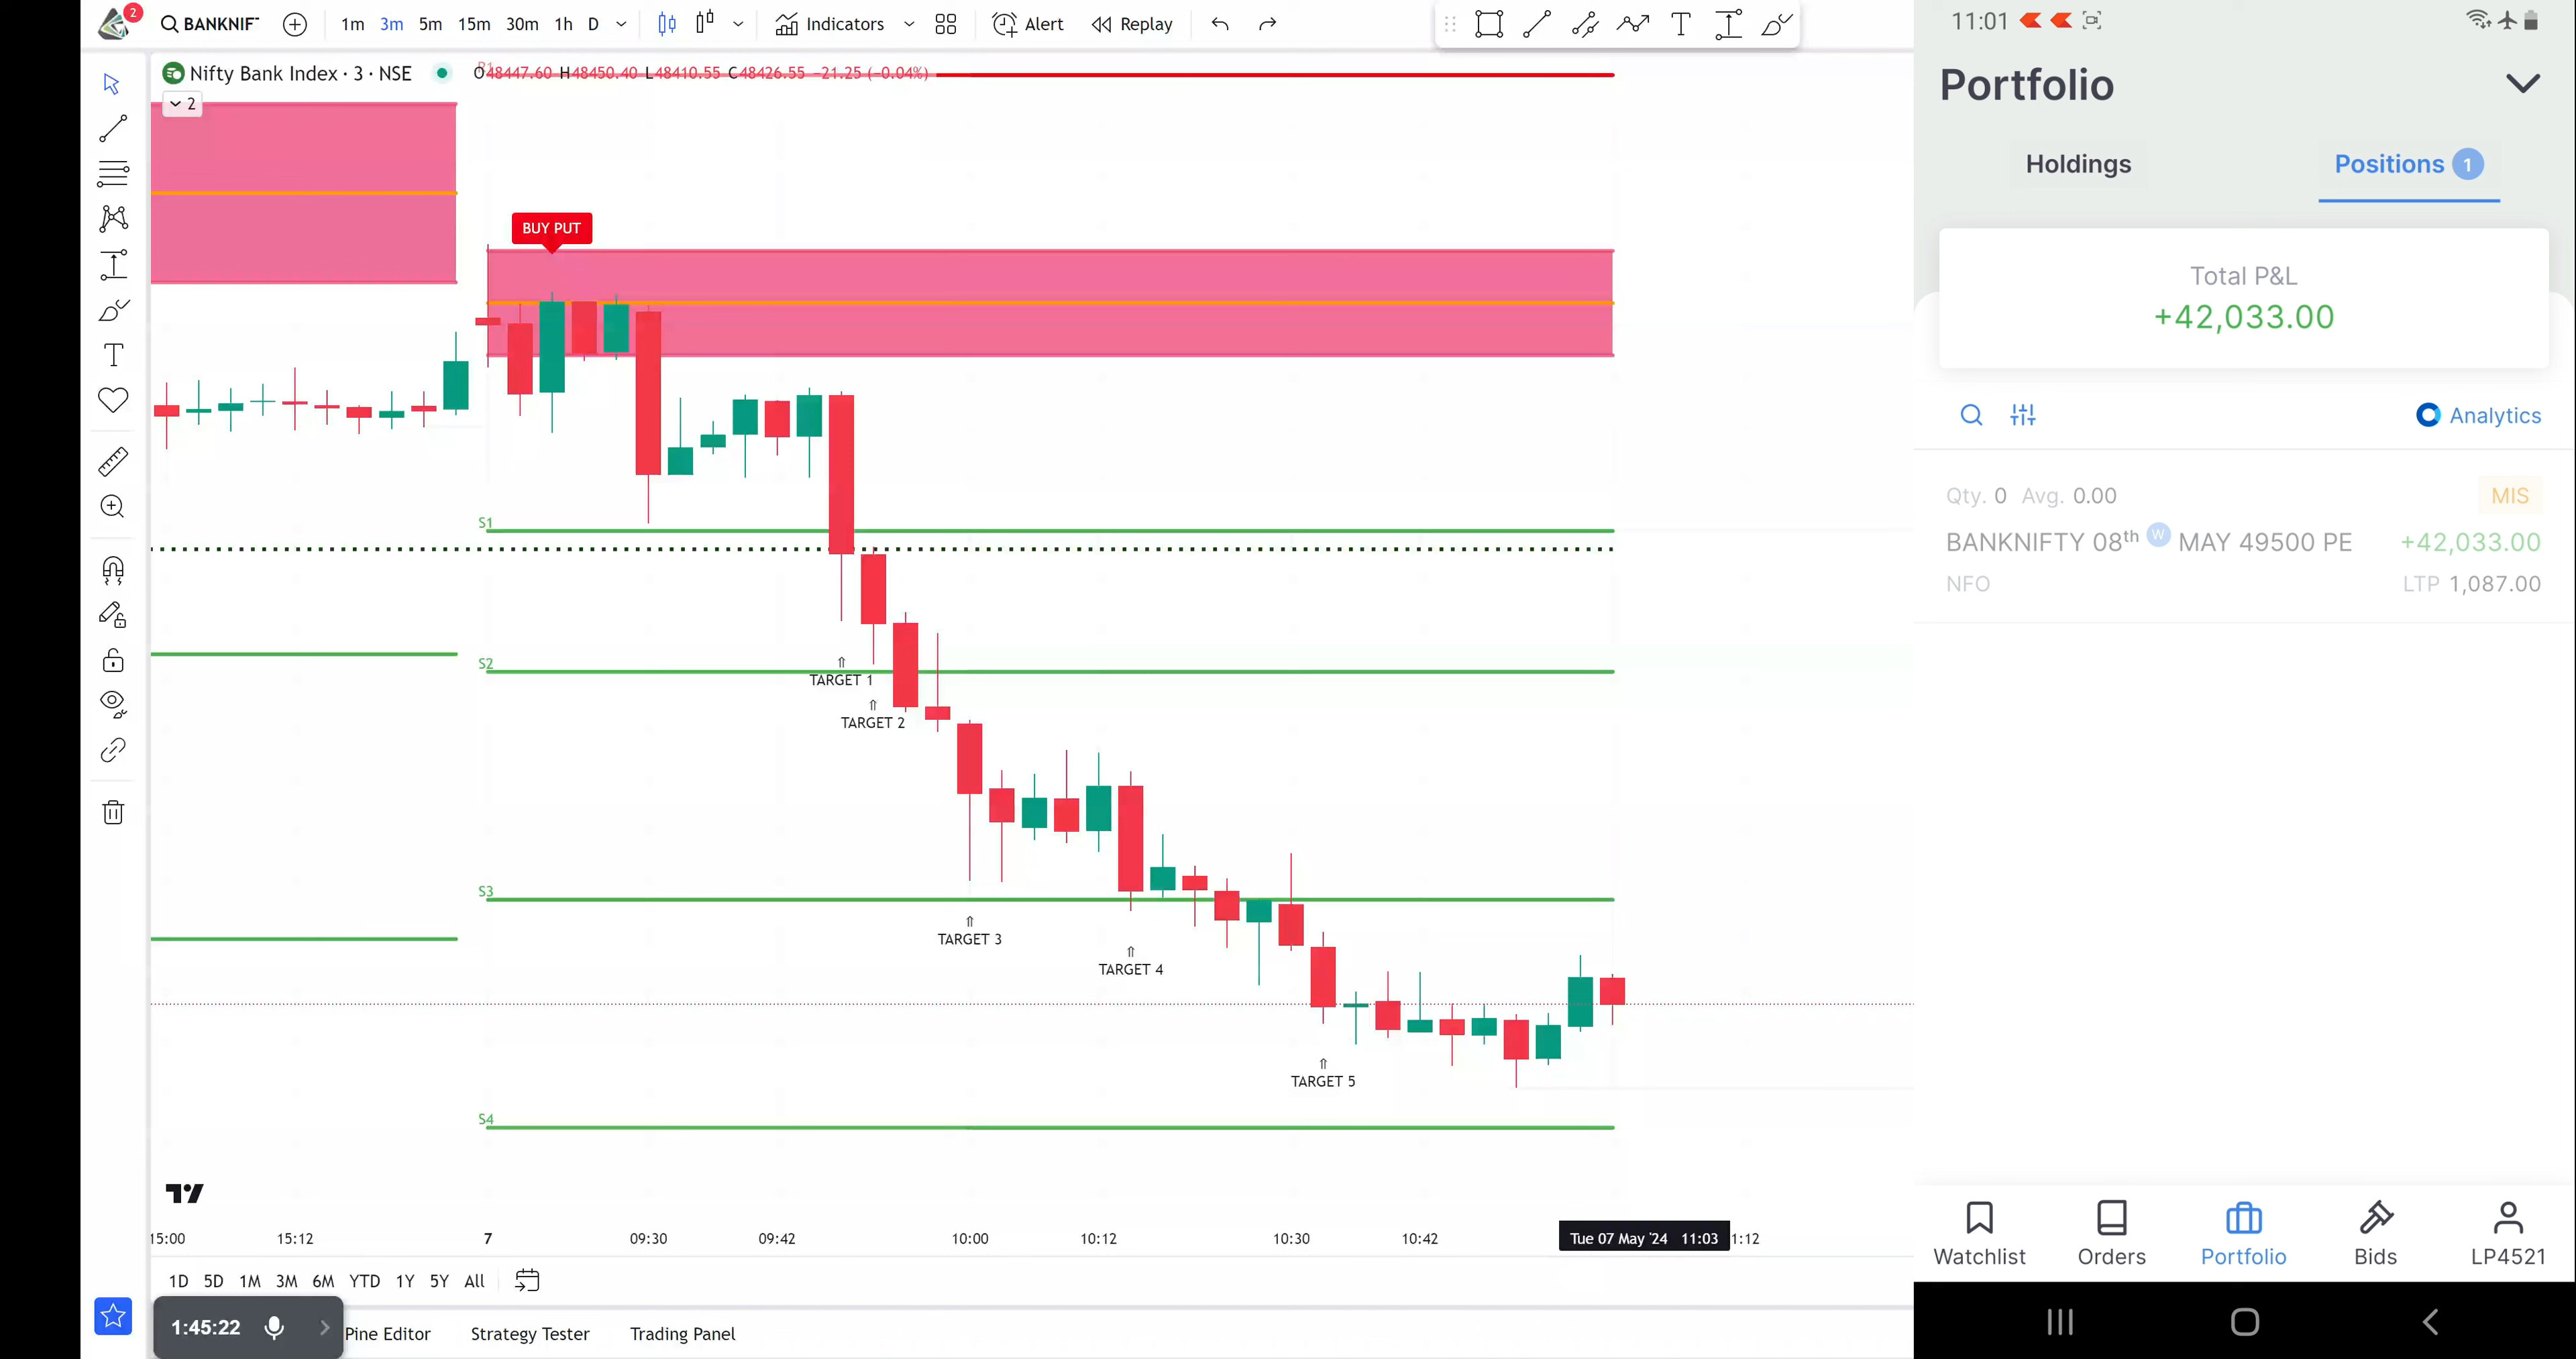 2
BANKNIF
1m 3m 5m 15m 30m 1h D
Indicators
Alert
Replay
Nifty Bank Index · 3 · NSE
O48447.60 H48450.40 L48410.55 C48426.55 −21.25 (−0.04%)
R1
2
BUY PUT
S1
S2
TARGET 1
TARGET 2
S3
TARGET 3
TARGET 4
TARGET 5
S4
15:00 15:12 7 09:30 09:42 10:00 10:12 10:30 10:42 Tue 07 May '24 11:03 1:12
1D 5D 1M 3M 6M YTD 1Y 5Y All
1:45:22
Pine Editor Strategy Tester Trading Panel
11:01
Portfolio
Holdings
Positions 1
Total P&L
+42,033.00
Analytics
Qty. 0 Avg. 0.00 MIS
BANKNIFTY 08th W MAY 49500 PE +42,033.00
NFO LTP 1,087.00
Watchlist Orders Portfolio Bids LP4521